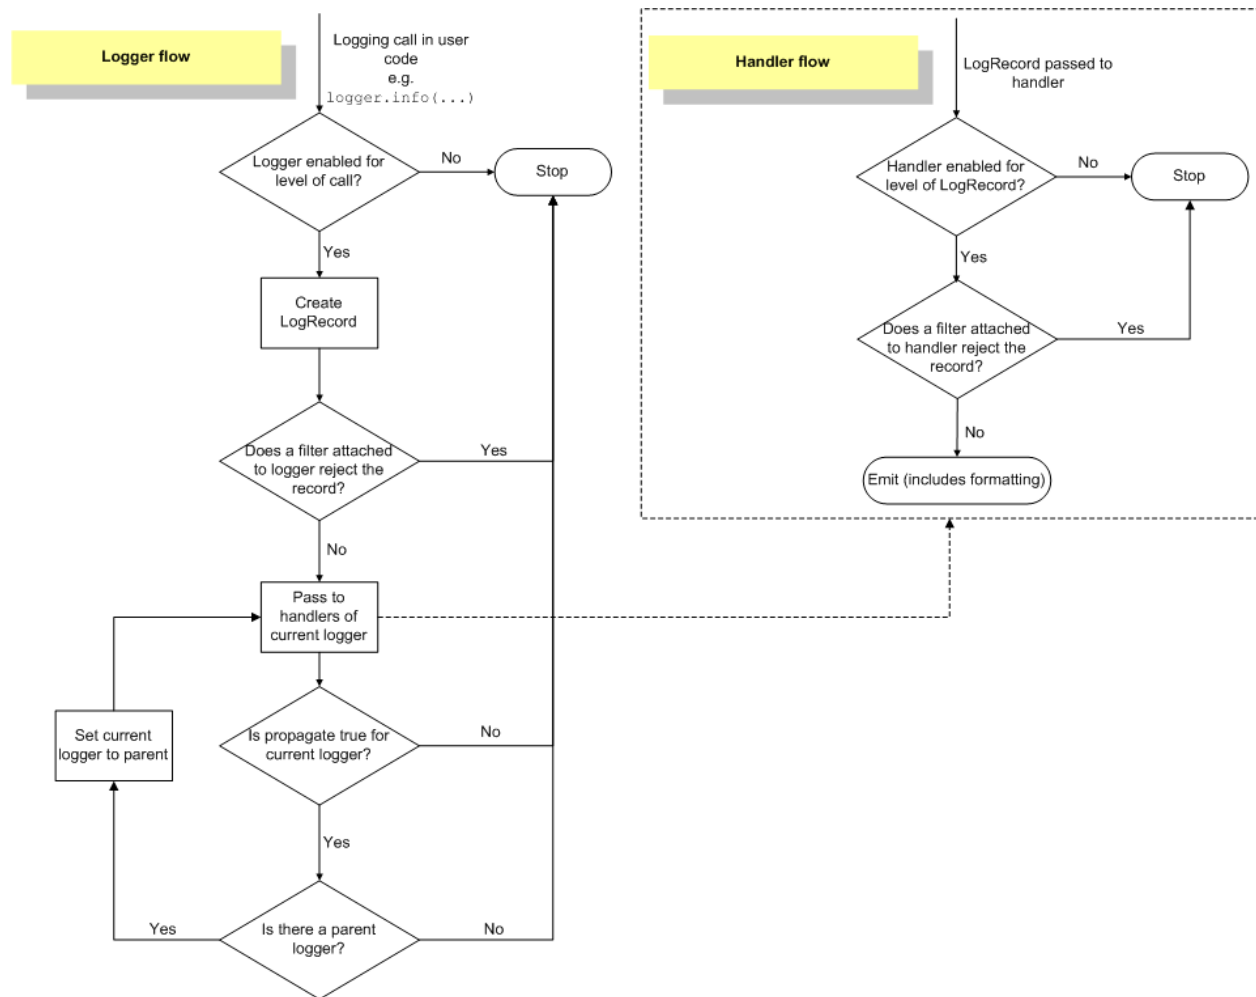 Logger flow
Logging call in user
code
e.g.
logger.info(...)
Logger enabled for
level of call?
No
Stop
Yes
Create
LogRecord
Does a filter attached
to logger reject the
record?
Yes
No
Pass to
handlers of
current logger
Set current
logger to parent
Is propagate true for
current logger?
No
Yes
Is there a parent
logger?
Yes
No
Handler flow
LogRecord passed to
handler
Handler enabled for
level of LogRecord?
No
Stop
Yes
Does a filter attached
to handler reject the
record?
Yes
No
Emit (includes formatting)